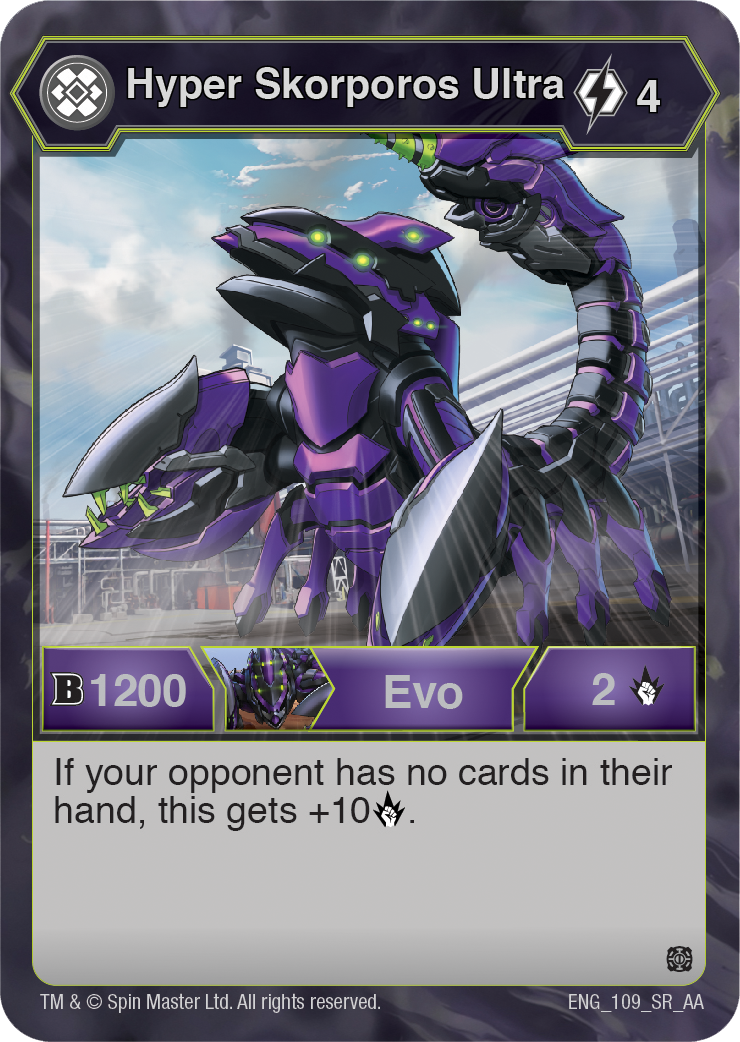 Hyper Skorporos Ultra 4
B 1200 Evo 2
If your opponent has no cards in their
hand, this gets +10.
TM & © Spin Master Ltd. All rights reserved. ENG_109_SR_AA